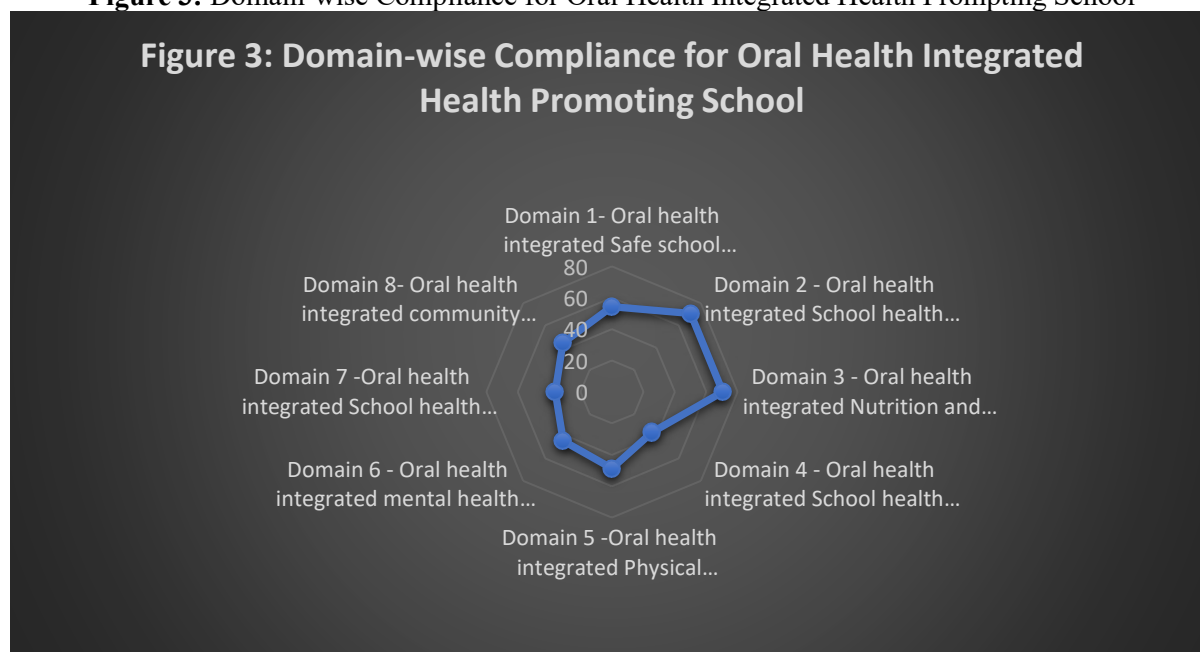 Figure 3: Domain-wise Compliance for Oral Health Integrated Health Prompting School
Figure 3: Domain-wise Compliance for Oral Health Integrated
Health Promoting School
Domain 1- Oral health
integrated Safe school...
Domain 2 - Oral health
integrated School health...
Domain 3 - Oral health
integrated Nutrition and...
Domain 4 - Oral health
integrated School health...
Domain 5 -Oral health
integrated Physical...
Domain 6 - Oral health
integrated mental health...
Domain 7 -Oral health
integrated School health...
Domain 8- Oral health
integrated community...
80
60
40
20
0